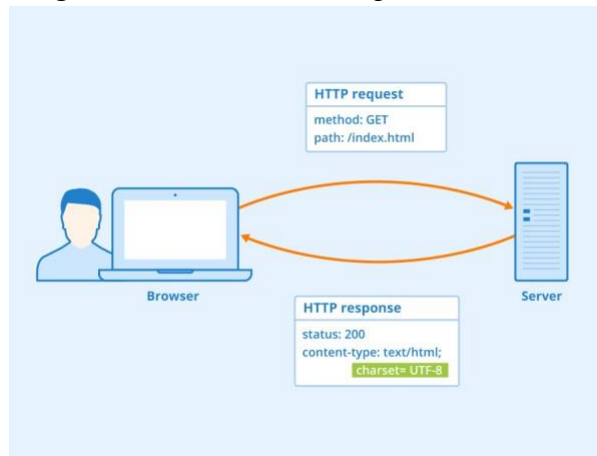 HTTP request
method: GET
path: /index.html
Browser
Server
HTTP response
status: 200
content-type: text/html;
charset= UTF-8